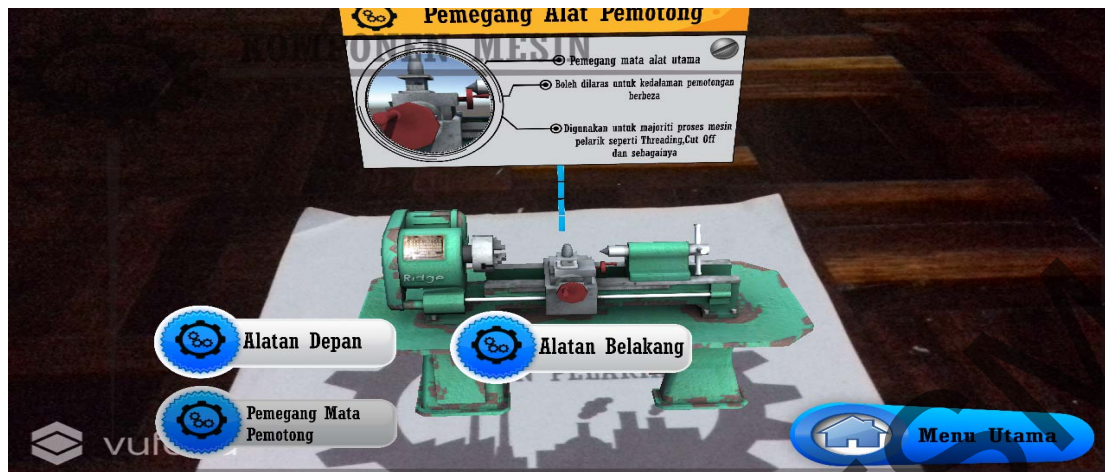 Pemegang Alat Pemotong
KOMPONEN MESIN
Pemegang mata alat utama
Boleh dilaras untuk kedalaman pemotongan
berbeza
Digunakan untuk majoriti proses mesin
pelarik seperti Threading,Cut Off
dan sebagainya
Ridge
Alatan Depan
Alatan Belakang
PELARIK
Pemegang Mata
Pemotong
Menu Utama